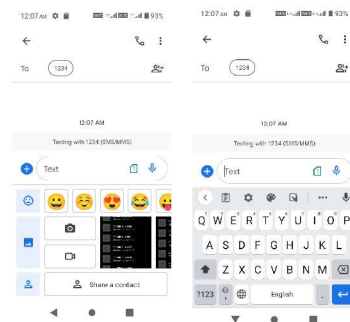 12:07 AM 93%
To 1234
12:07 AM
Texting with 1234 (SMS/MMS)
Text
Share a contact
12:07 AM 93%
To 1234
12:07 AM
Texting with 1234 (SMS/MMS)
Text
Q W E R T Y U I O P
A S D F G H J K L
Z X C V B N M
?123 , English .